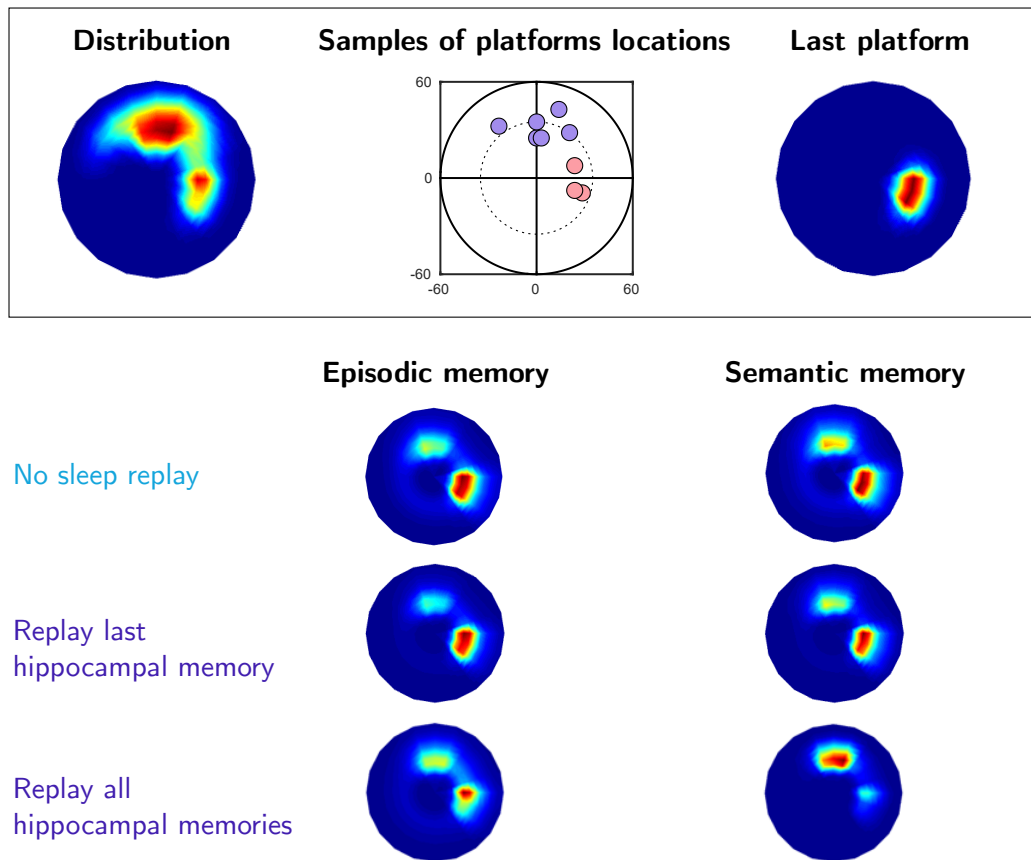 Distribution
Samples of platforms locations
Last platform
60
0
-60
-60
0
60
Episodic memory
Semantic memory
No sleep replay
Replay last
hippocampal memory
Replay all
hippocampal memories